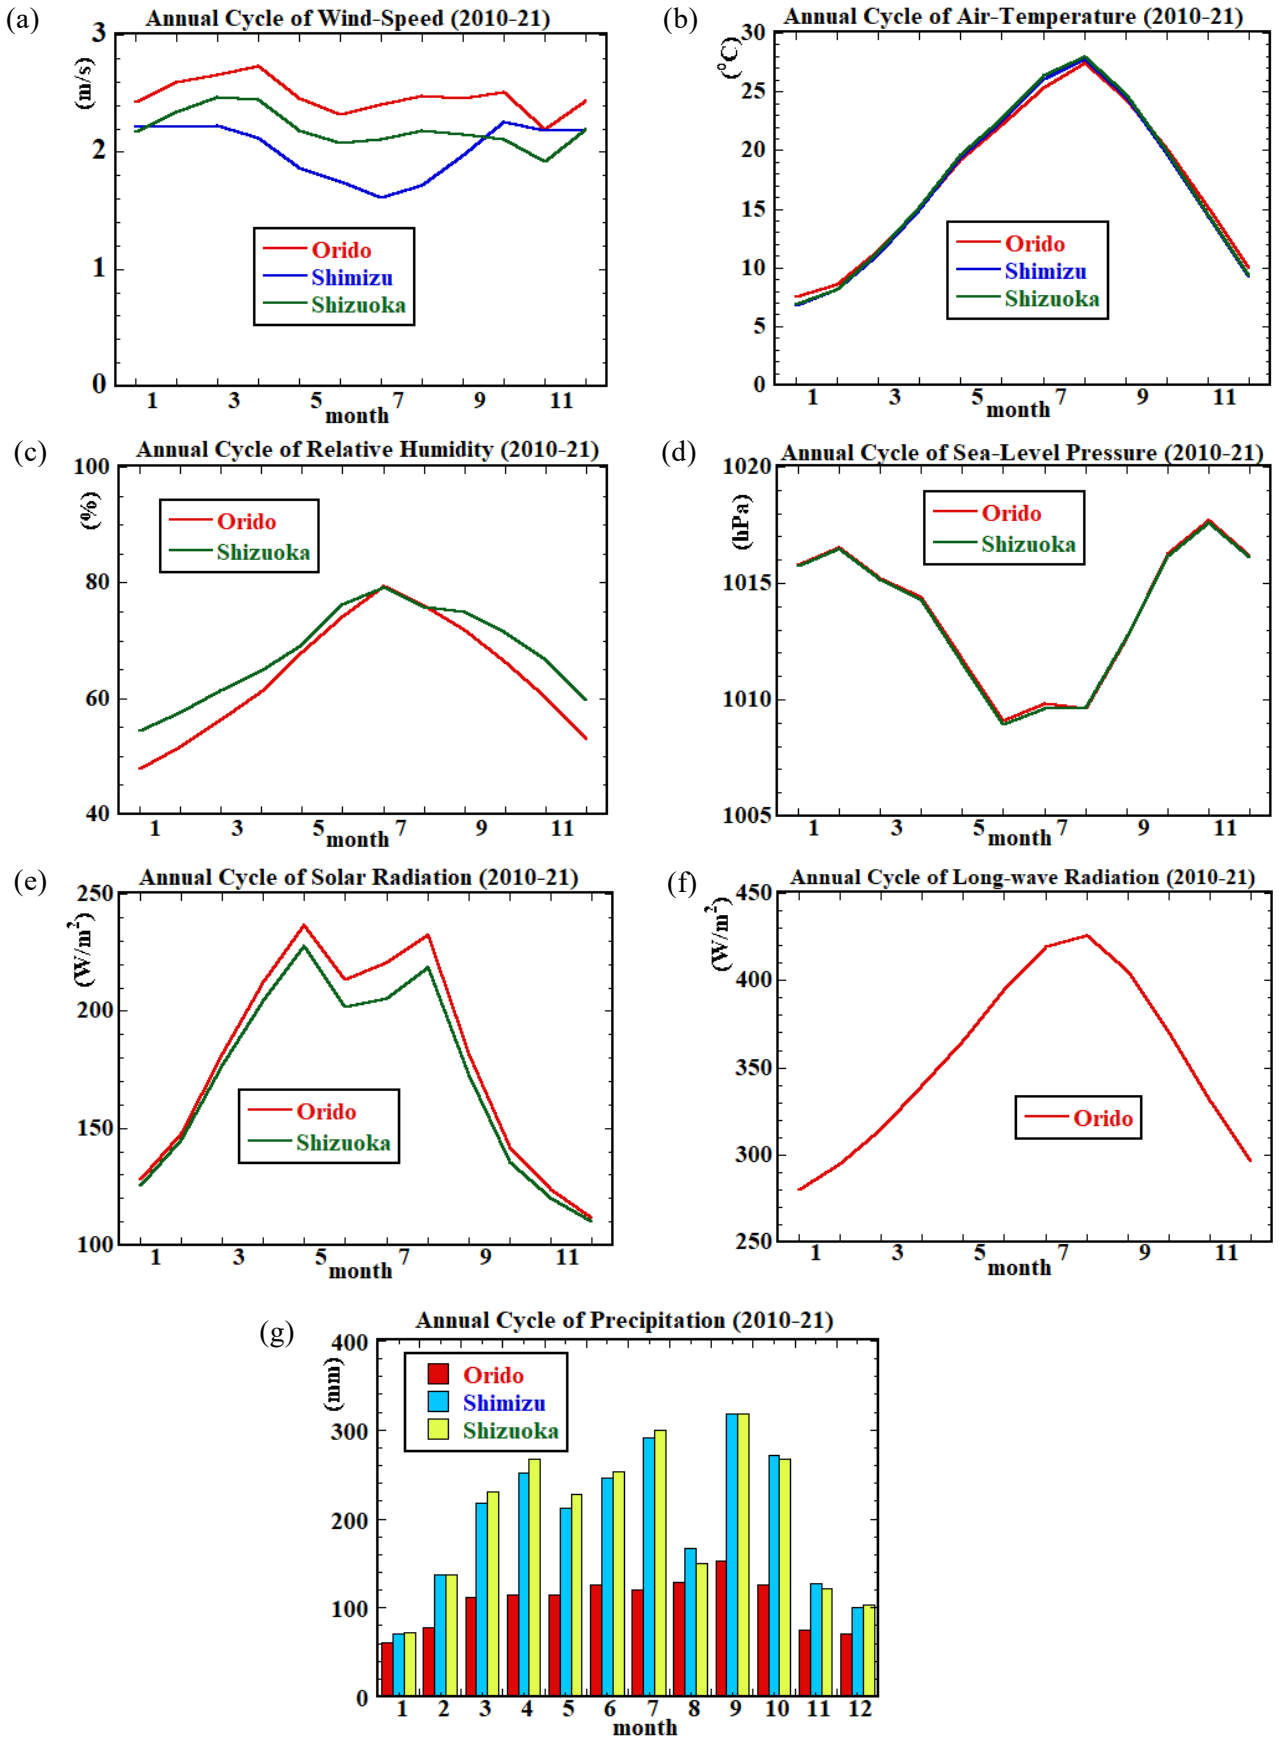 (a)
Annual Cycle of Wind-Speed (2010-21)
(m/s)
3
2
1
0
Orido
Shimizu
Shizuoka
1 3 5 7 9 11
month
(b)
Annual Cycle of Air-Temperature (2010-21)
(°C)
30
25
20
15
10
5
0
Orido
Shimizu
Shizuoka
1 3 5 7 9 11
month
(c)
Annual Cycle of Relative Humidity (2010-21)
(%)
100
80
60
40
Orido
Shizuoka
1 3 5 7 9 11
month
(d)
Annual Cycle of Sea-Level Pressure (2010-21)
(hPa)
1020
1015
1010
1005
Orido
Shizuoka
1 3 5 7 9 11
month
(e)
Annual Cycle of Solar Radiation (2010-21)
(W/m²)
250
200
150
100
Orido
Shizuoka
1 3 5 7 9 11
month
(f)
Annual Cycle of Long-wave Radiation (2010-21)
(W/m²)
450
400
350
300
250
Orido
1 3 5 7 9 11
month
(g)
Annual Cycle of Precipitation (2010-21)
(mm)
400
300
200
100
0
Orido
Shimizu
Shizuoka
1 2 3 4 5 6 7 8 9 10 11 12
month